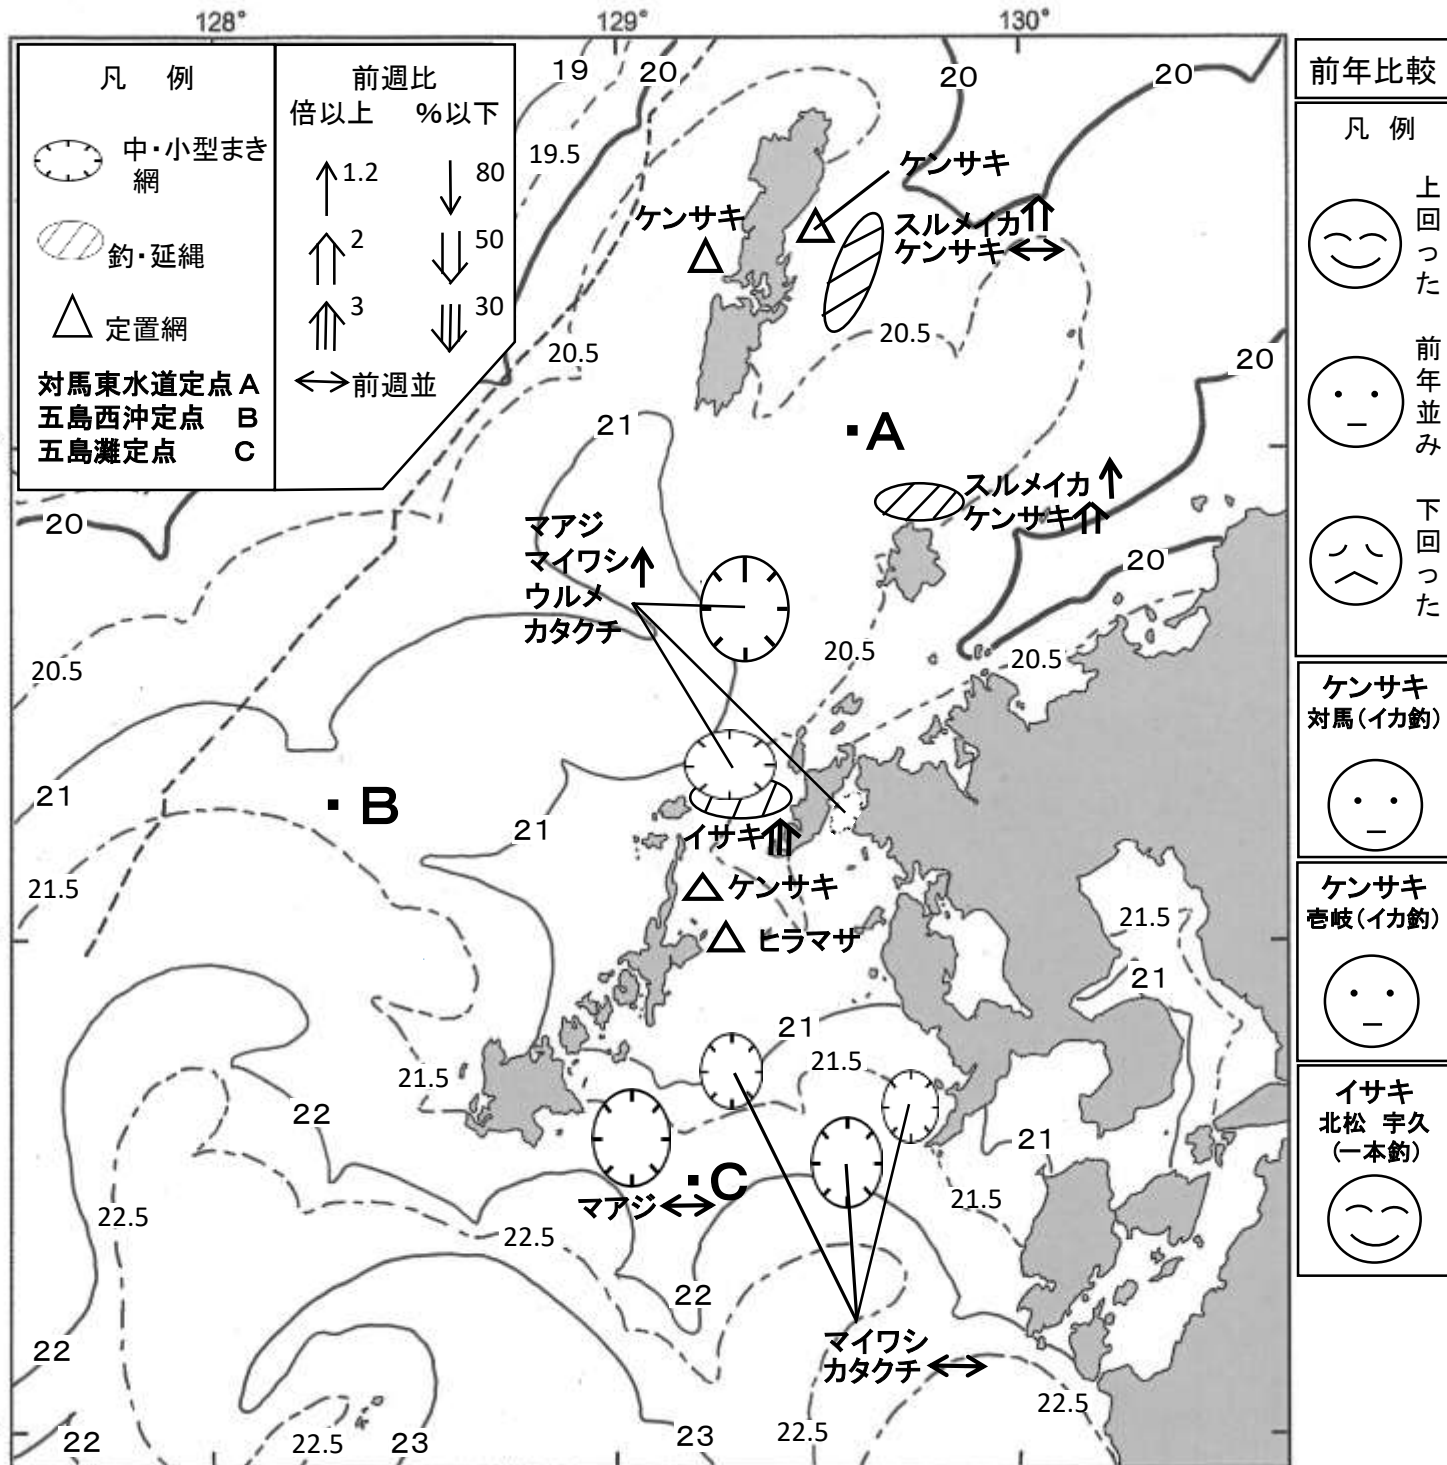 128°
129°
130°
凡 例
中・小型まき
網
釣・延縄
定置網
対馬東水道定点 A
五島西沖定点 B
五島灘定点 C
前週比
倍以上 %以下
1.2
80
2
50
3
30
前週並
19
20
20
20
19.5
ケンサキ
ケンサキ
スルメイカ
ケンサキ
20.5
20.5
20
21
A
20
スルメイカ
ケンサキ
マアジ
マイワシ
ウルメ
カタクチ
20
20.5
20.5
20.5
21
B
21
イサキ
ケンサキ
ヒラマサ
21.5
21.5
21
21
21.5
21.5
22
21
21.5
C
マアジ
22.5
22.5
22
22
マイワシ
カタクチ
22
22.5
23
23
22.5
22.5
前年比較
凡 例
上回った
前年並み
下回った
ケンサキ
対馬(イカ釣)
ケンサキ
壱岐(イカ釣)
イサキ
北松 宇久
(一本釣)